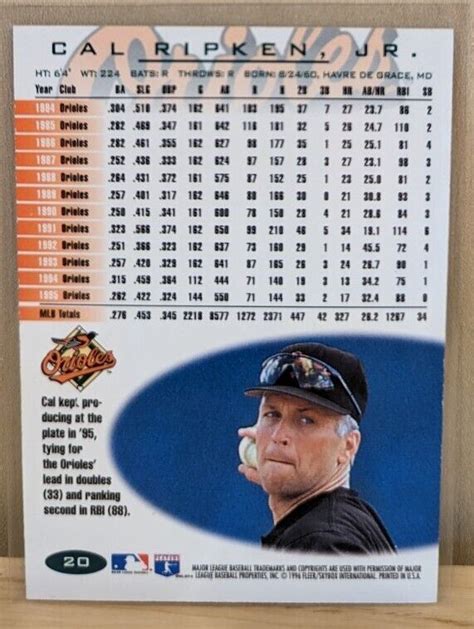 CAL RIPKEN, JR.
Orioles
HT: 6'4" WT: 224 BATS: R THROWS: R BORN: 8/24/60, HAVRE DE GRACE, MD
Year Club BA SLG OBP G AB R H 2B 3B HR AB/HR RBI SB
1984 Orioles .304 .510 .374 162 641 103 195 37 7 27 23.7 86 2
1985 Orioles .282 .469 .347 161 642 116 181 32 5 26 24.7 110 2
1986 Orioles .282 .461 .355 162 627 98 177 35 1 25 25.1 81 4
1987 Orioles .252 .436 .333 162 624 97 157 28 3 27 23.1 98 3
1988 Orioles .264 .431 .372 161 575 87 152 25 1 23 25.0 81 2
1989 Orioles .257 .401 .317 162 646 80 166 30 0 21 30.8 93 3
1990 Orioles .250 .415 .341 161 600 78 150 28 4 21 28.6 84 3
1991 Orioles .323 .566 .374 162 650 99 210 46 5 34 19.1 114 6
1992 Orioles .251 .366 .323 162 637 73 160 29 1 14 45.5 72 4
1993 Orioles .257 .420 .329 162 641 87 165 26 3 24 26.7 90 1
1994 Orioles .315 .459 .364 112 444 71 140 19 3 13 34.2 75 1
1995 Orioles .262 .422 .324 144 550 71 144 33 2 17 32.4 88 0
MLB Totals .276 .453 .345 2218 8577 1272 2371 447 42 327 26.2 1267 34
Orioles
Cal kept pro-
ducing at the
plate in '95,
tying for
the Orioles'
lead in doubles
(33) and ranking
second in RBI (88).
20
MAJOR LEAGUE BASEBALL TRADEMARKS AND COPYRIGHTS ARE USED WITH PERMISSION OF MAJOR
LEAGUE BASEBALL PROPERTIES, INC. © 1996 FLEER/SKYBOX INTERNATIONAL. PRINTED IN U.S.A.